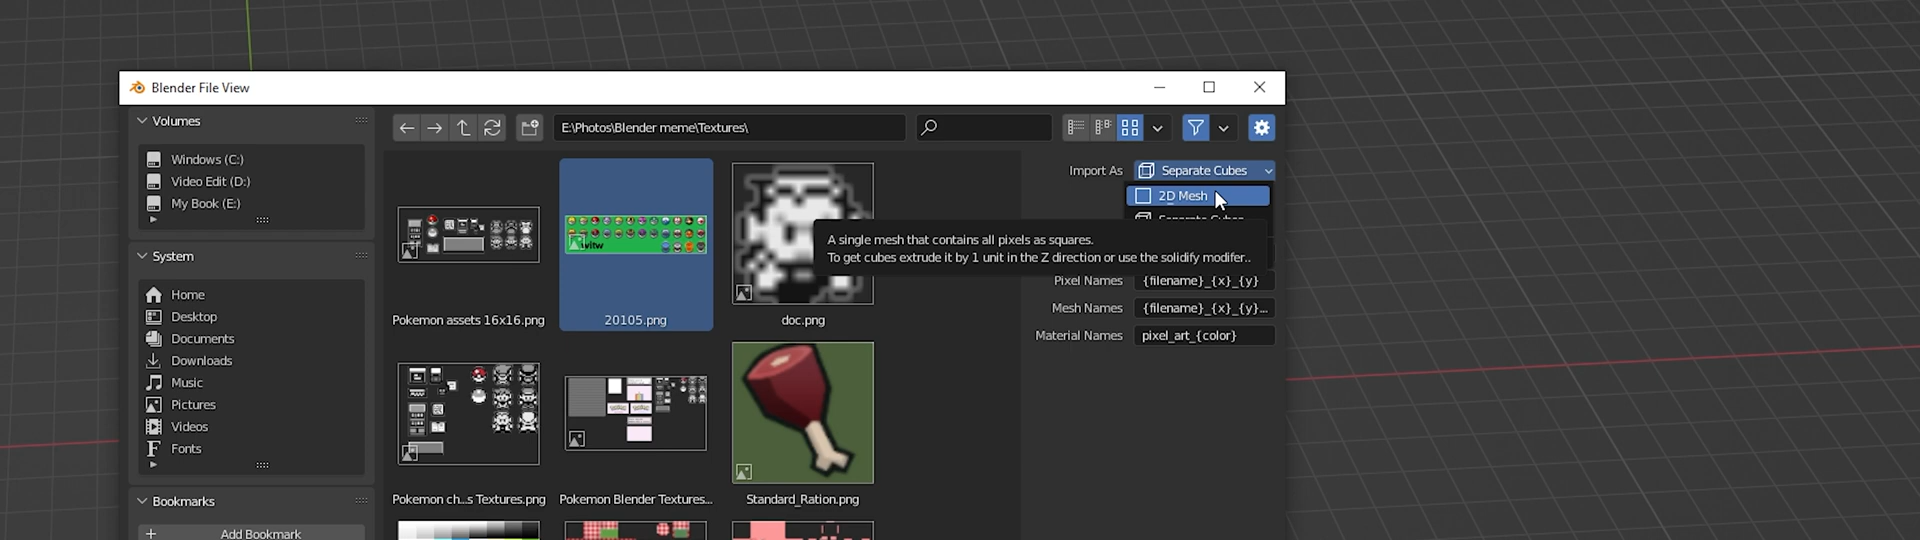 Blender File View
Volumes
Windows (C:)
Video Edit (D:)
My Book (E:)
System
Home
Desktop
Documents
Downloads
Music
Pictures
Videos
Fonts
Bookmarks
Add Bookmark
E:\Photos\Blender meme\Textures\
Pokemon assets 16x16.png
20105.png
doc.png
Pokemon ch...s Textures.png
Pokemon Blender Textures...
Standard_Ration.png
Import As
Separate Cubes
2D Mesh
Separate Cubes
A single mesh that contains all pixels as squares.
To get cubes extrude it by 1 unit in the Z direction or use the solidify modifer..
Pixel Names
{filename}_{x}_{y}
Mesh Names
{filename}_{x}_{y}...
Material Names
pixel_art_{color}